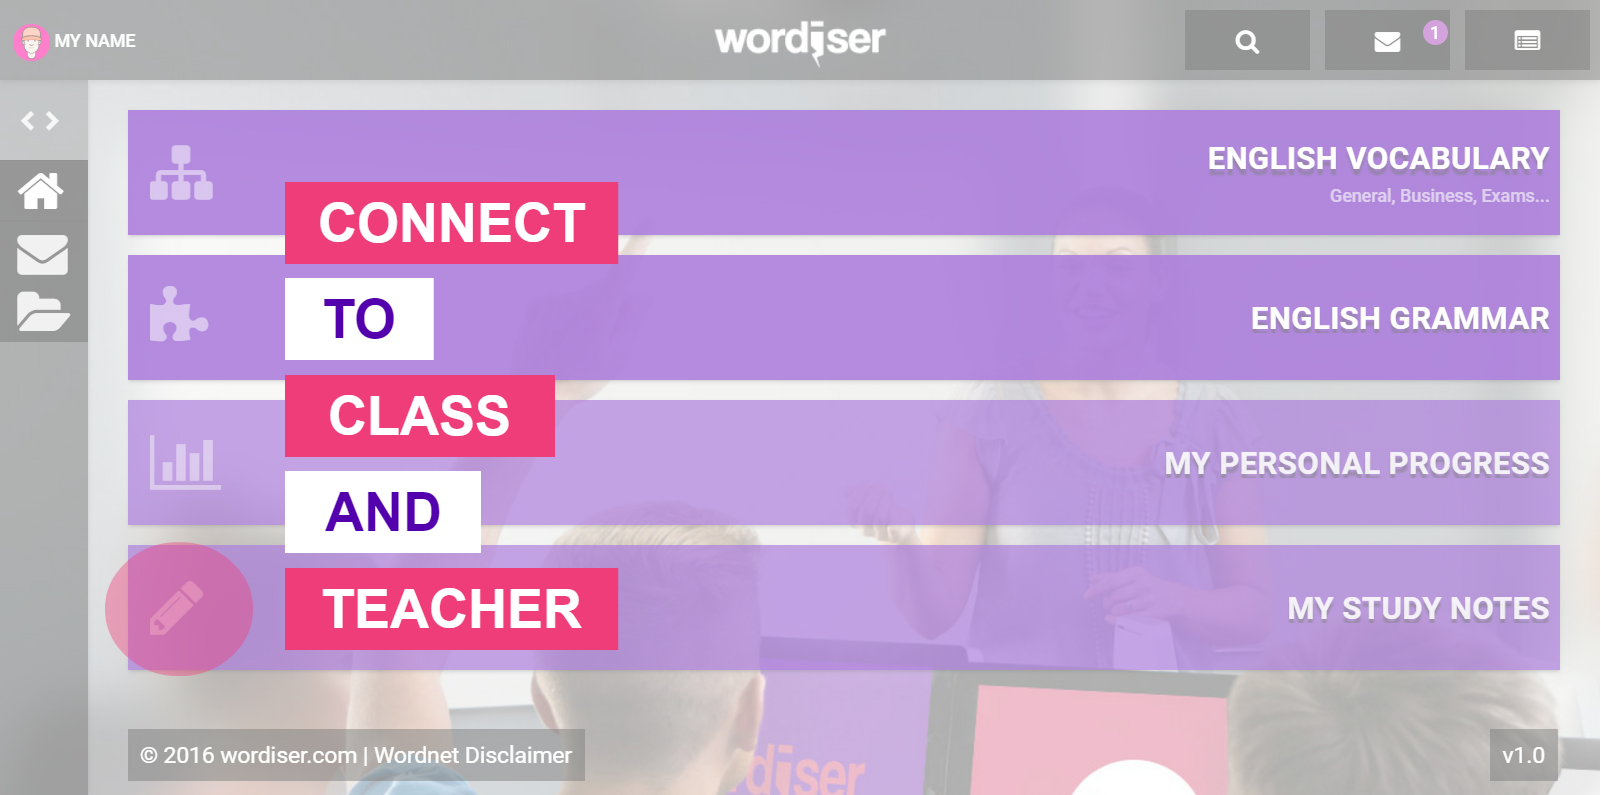 MY NAME
wordiser
1
ENGLISH VOCABULARY
General, Business, Exams...
CONNECT
TO
ENGLISH GRAMMAR
CLASS
MY PERSONAL PROGRESS
AND
TEACHER
MY STUDY NOTES
© 2016 wordiser.com | Wordnet Disclaimer
v1.0
rdiser